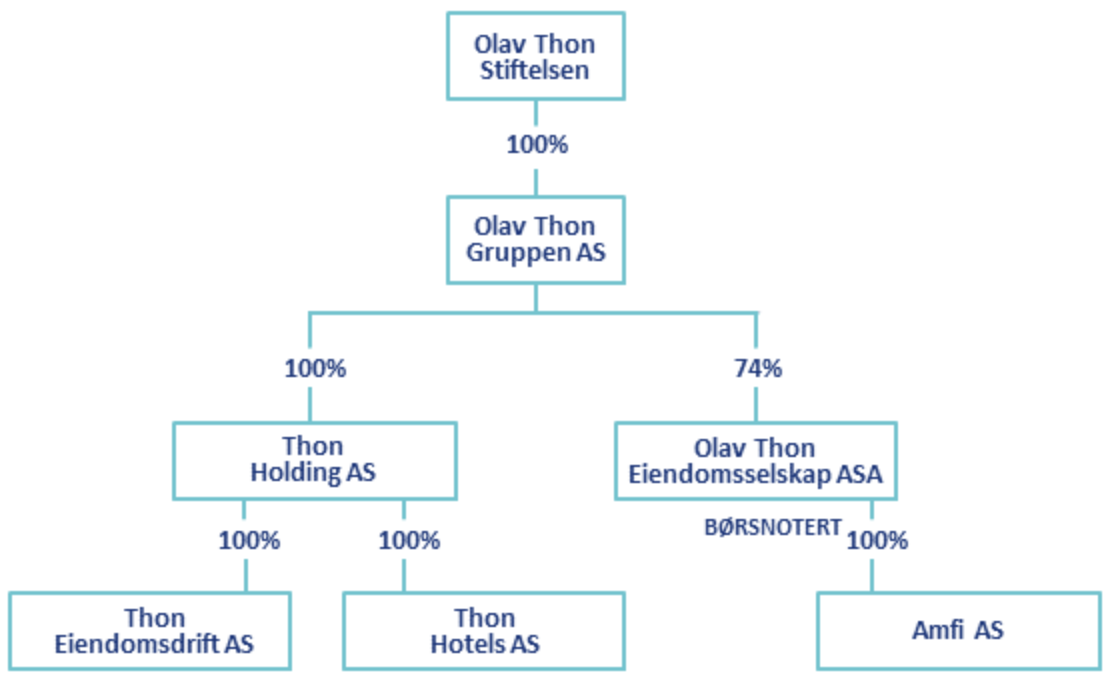 Olav Thon
Stiftelsen
100%
Olav Thon
Gruppen AS
100%
74%
Thon
Holding AS
Olav Thon
Eiendomsselskap ASA
BØRSNOTERT
100%
100%
100%
Thon
Eiendomsdrift AS
Thon
Hotels AS
Amfi AS